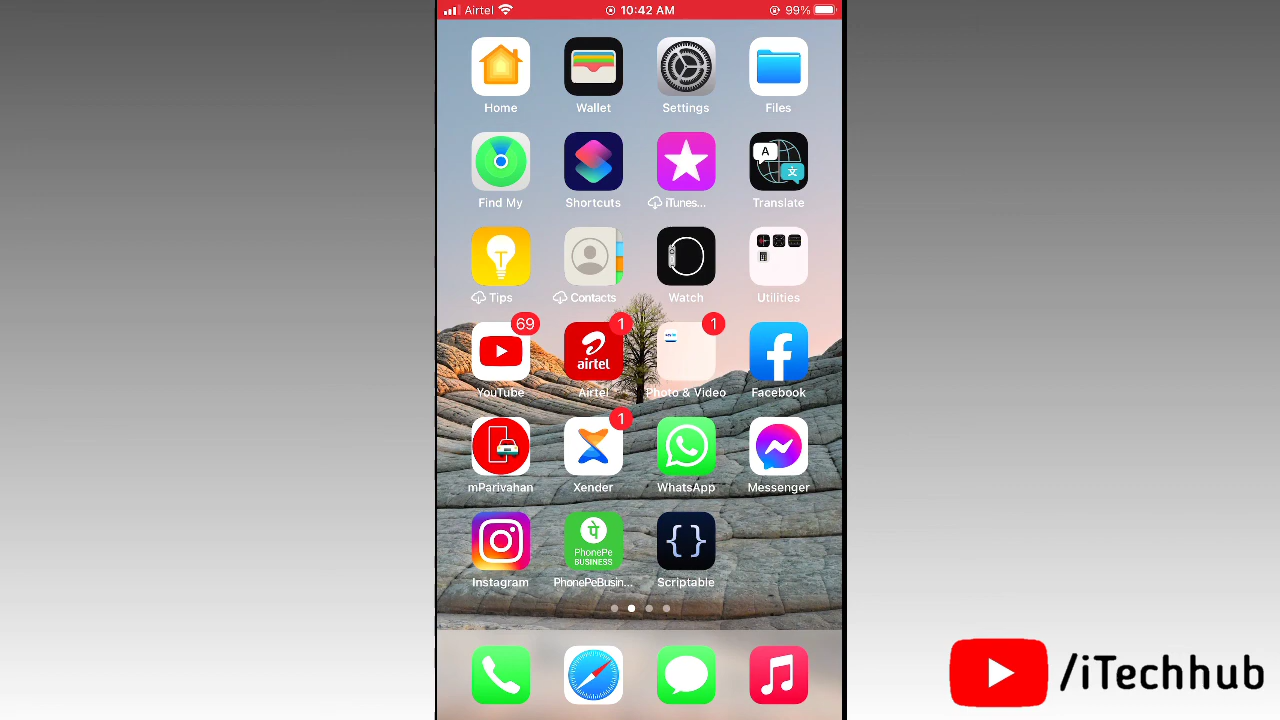 Airtel 10:42 AM 99%
Home Wallet Settings Files
A
文
Find My Shortcuts iTunes... Translate
T
Tips Contacts Watch Utilities
69 1 1
airtel
YouTube Airtel Photo & Video Facebook
1
mParivahan Xender WhatsApp Messenger
पे
PhonePe
BUSINESS
{}
Instagram PhonePeBusin... Scriptable
/iTechhub